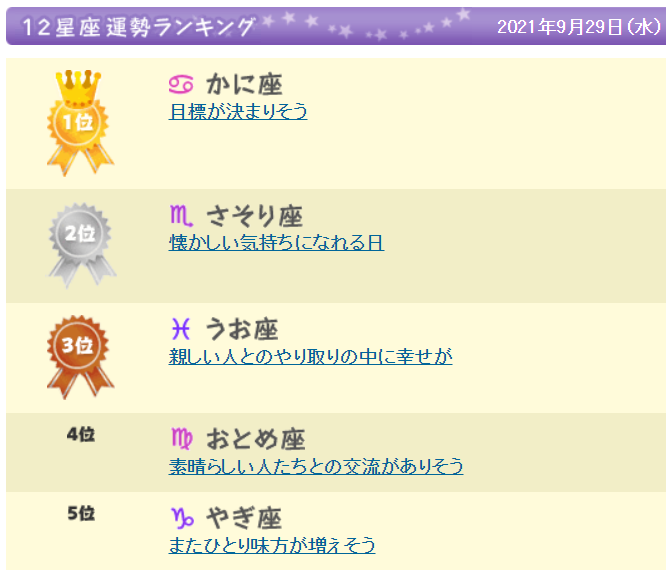 12星座運勢ランキング 2021年9月29日(水)
1位 ♋ かに座
目標が決まりそう
2位 ♏ さそり座
懐かしい気持ちになれる日
3位 ♓ うお座
親しい人とのやり取りの中に幸せが
4位 ♍ おとめ座
素晴らしい人たちとの交流がありそう
5位 ♑ やぎ座
またひとり味方が増えそう